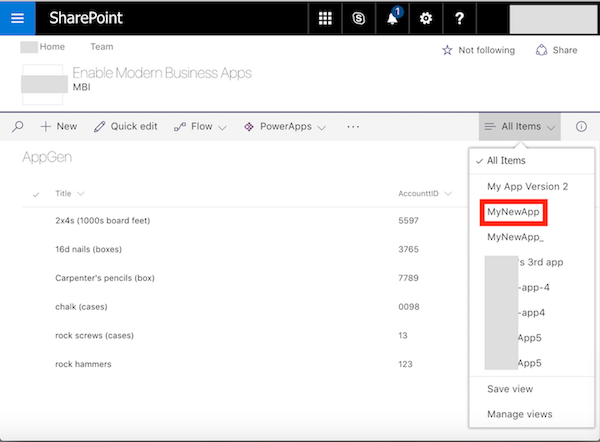 SharePoint
1
?
Home Team
Not following Share
Enable Modern Business Apps
MBI
New Quick edit Flow PowerApps ... All Items
AppGen
All Items
My App Version 2
MyNewApp
MyNewApp_
's 3rd app
-app-4
-app4
App5
App5
Save view
Manage views
Title AccounttID
2x4s (1000s board feet) 5597
16d nails (boxes) 3765
Carpenter's pencils (box) 7789
chalk (cases) 0098
rock screws (cases) 13
rock hammers 123